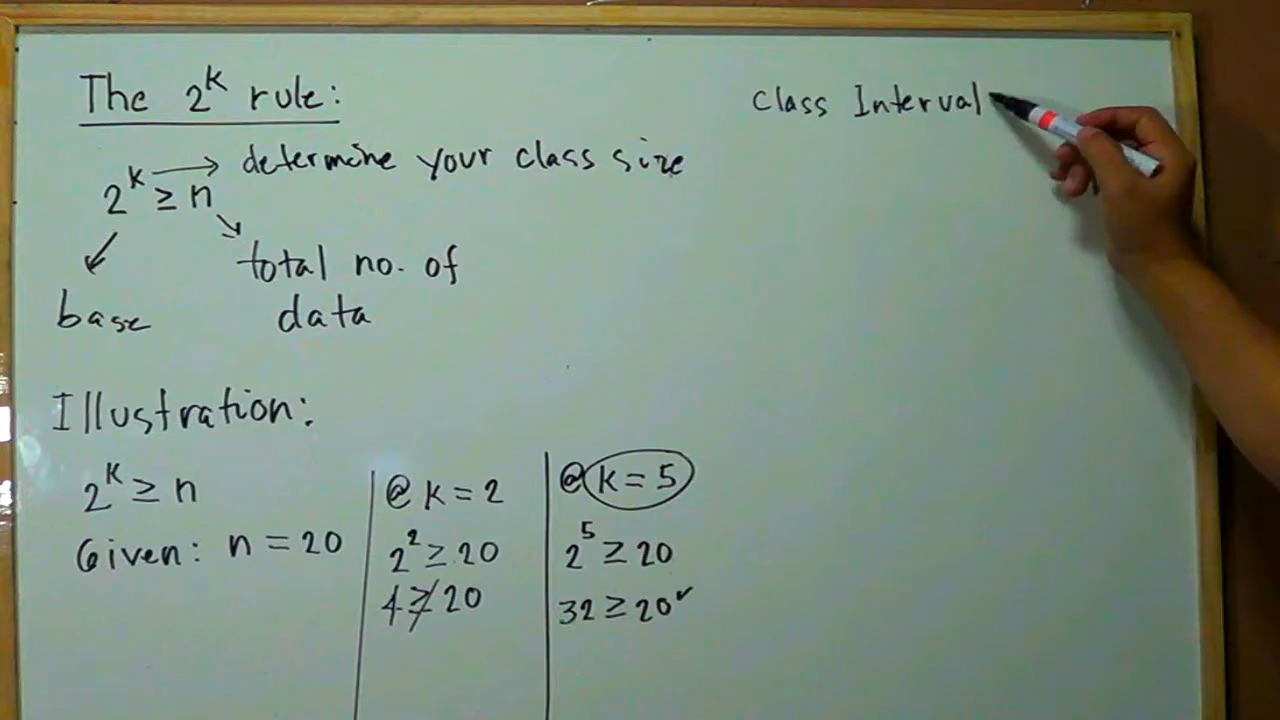 The 2^k rule:
2^k ≥ n → determine your class size
base
total no. of
data
Illustration:
2^k ≥ n
Given: n = 20
@ k = 2
2^2 ≥ 20
4 ≱ 20
@ k = 5
2^5 ≥ 20
32 ≥ 20 ✓
Class Interval